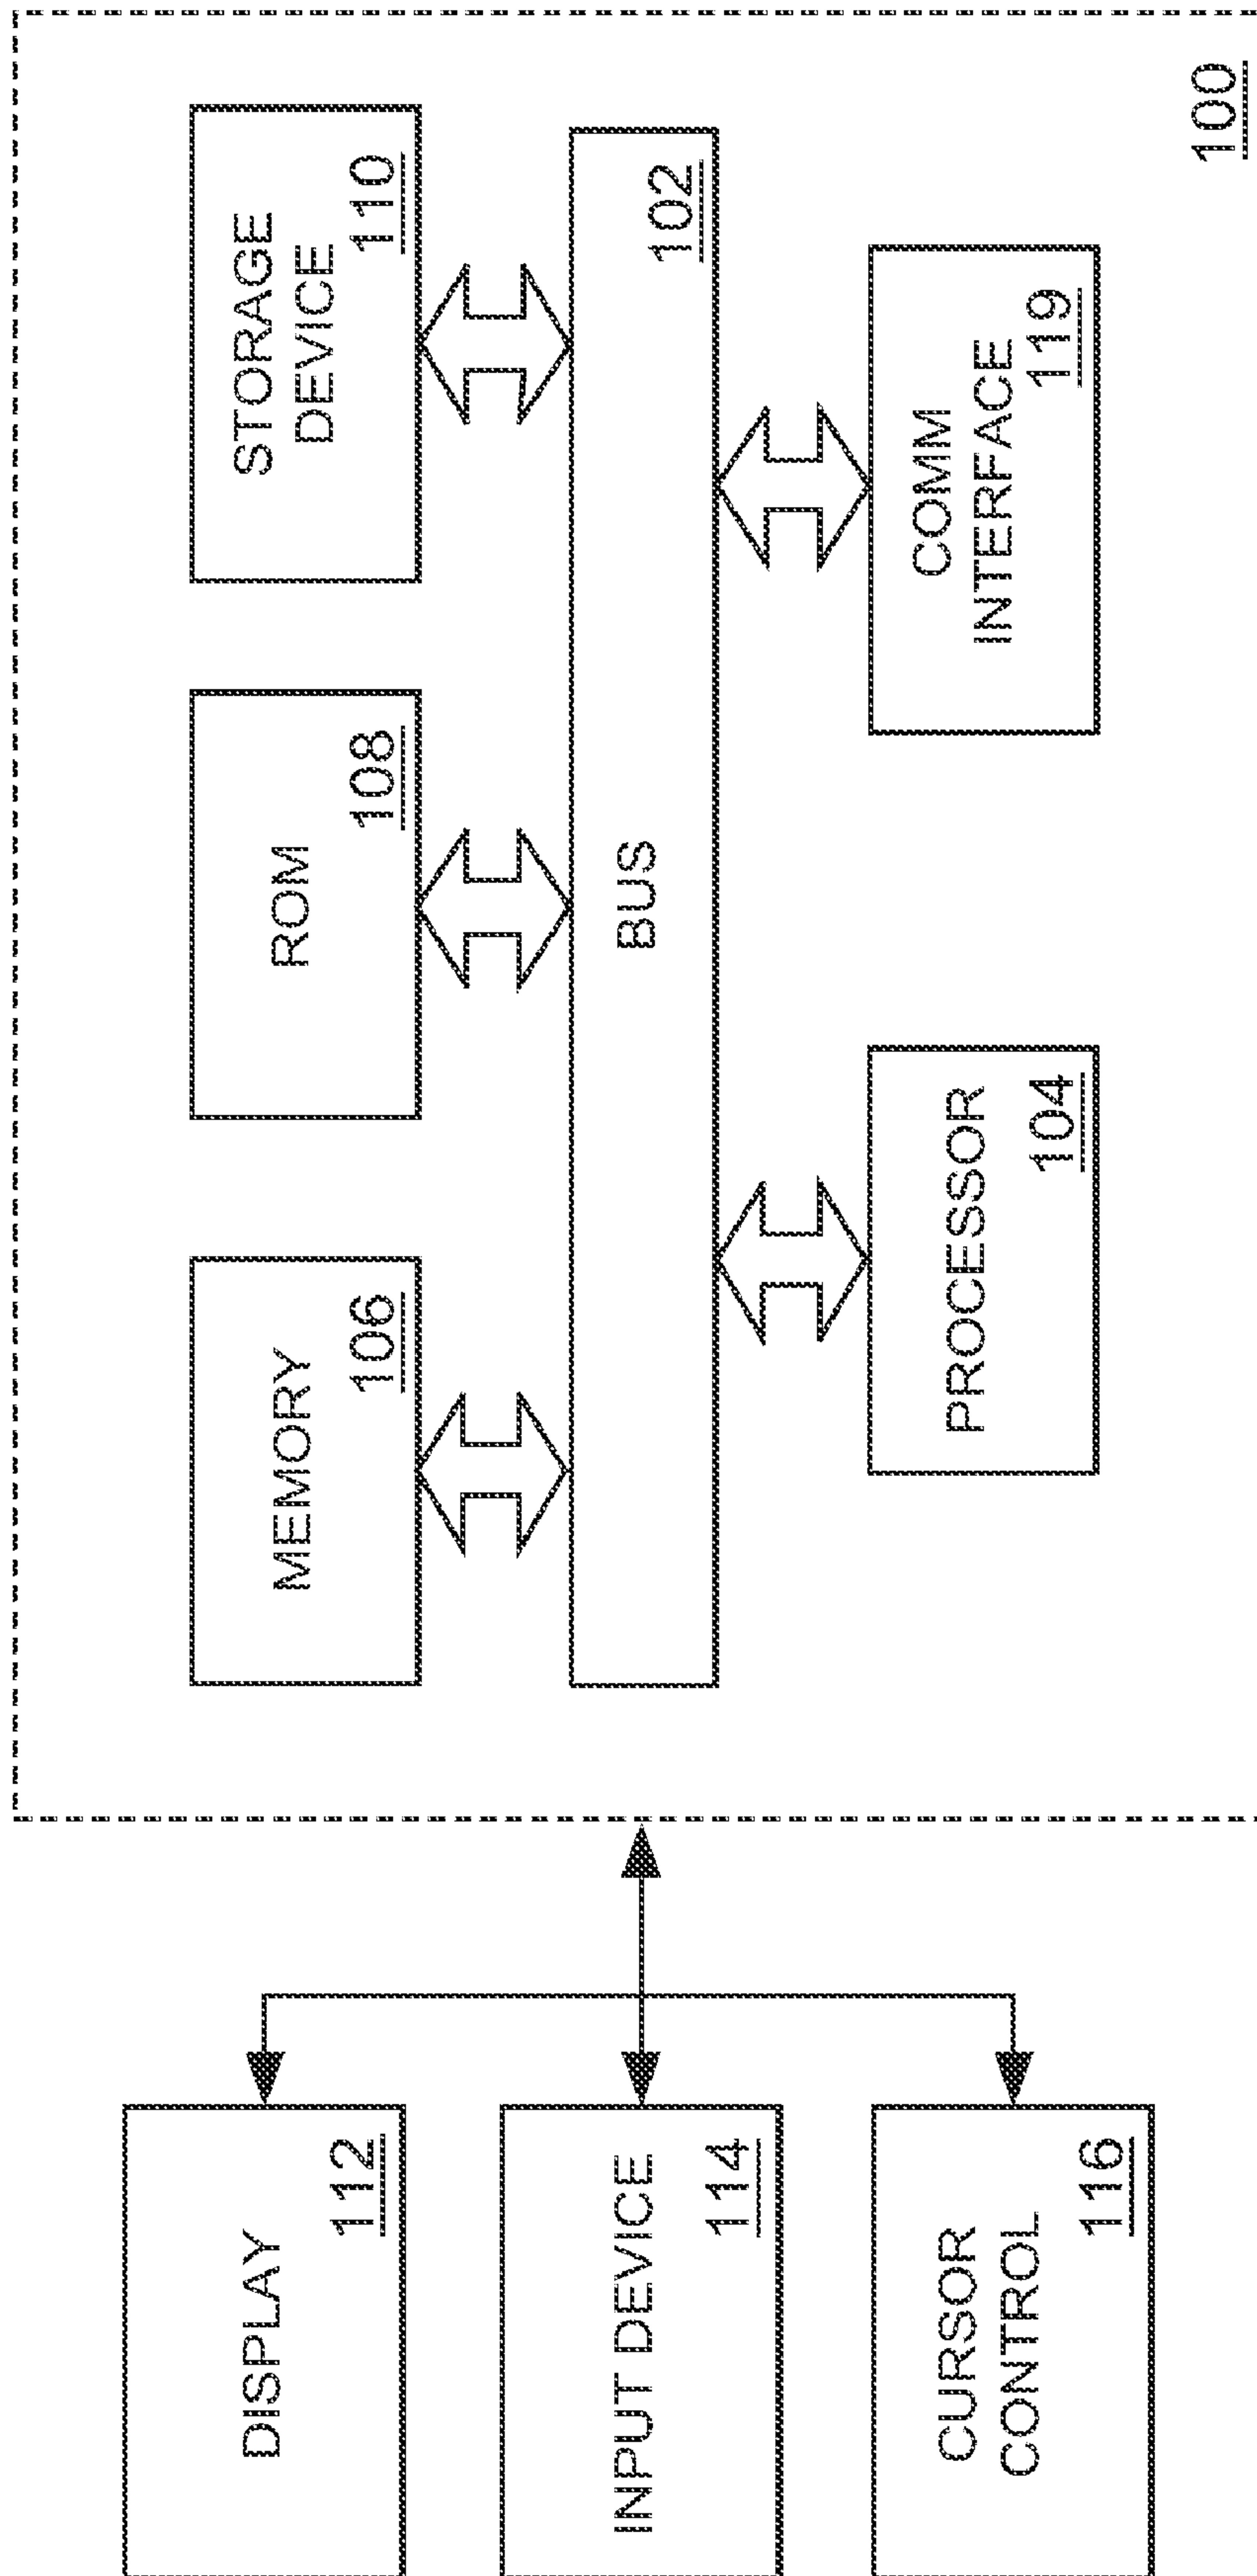 DISPLAY
112
INPUT DEVICE
114
CURSOR
CONTROL
116
MEMORY
106
ROM
108
STORAGE
DEVICE
110
BUS
102
PROCESSOR
104
COMM
INTERFACE
119
100